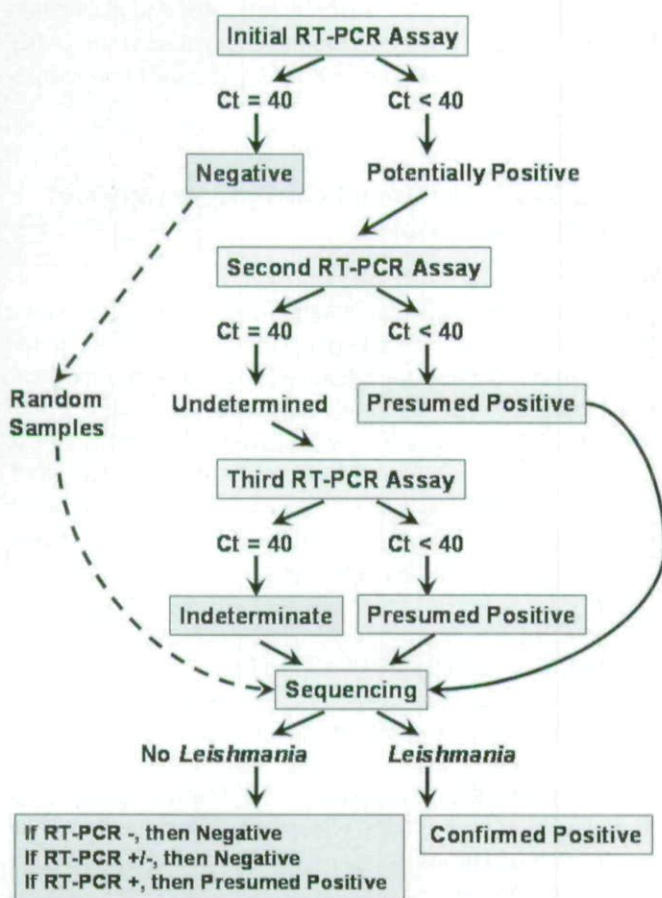 Initial RT-PCR Assay
Ct = 40
Ct < 40
Negative
Potentially Positive
Second RT-PCR Assay
Ct = 40
Ct < 40
Random
Samples
Undetermined
Presumed Positive
Third RT-PCR Assay
Ct = 40
Ct < 40
Indeterminate
Presumed Positive
Sequencing
No Leishmania
Leishmania
If RT-PCR -, then Negative
If RT-PCR +/-, then Negative
If RT-PCR +, then Presumed Positive
Confirmed Positive